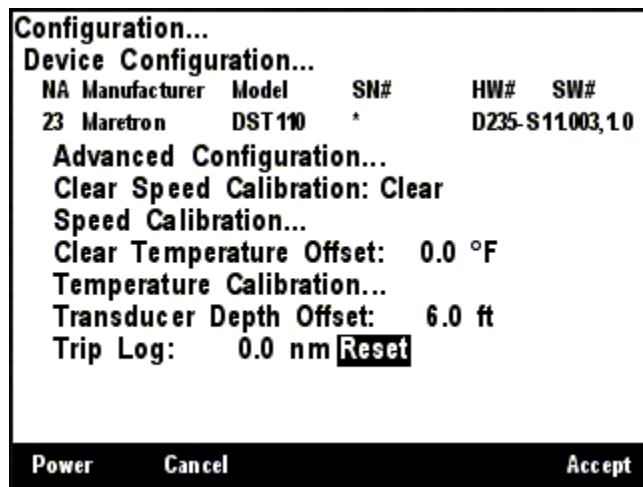 Configuration...
Device Configuration...
NA Manufacturer Model SN# HW# SW#
23 Maretron DST110 * D235-S11.003,1.0
Advanced Configuration...
Clear Speed Calibration: Clear
Speed Calibration...
Clear Temperature Offset: 0.0 °F
Temperature Calibration...
Transducer Depth Offset: 6.0 ft
Trip Log: 0.0 nm Reset
Power Cancel Accept